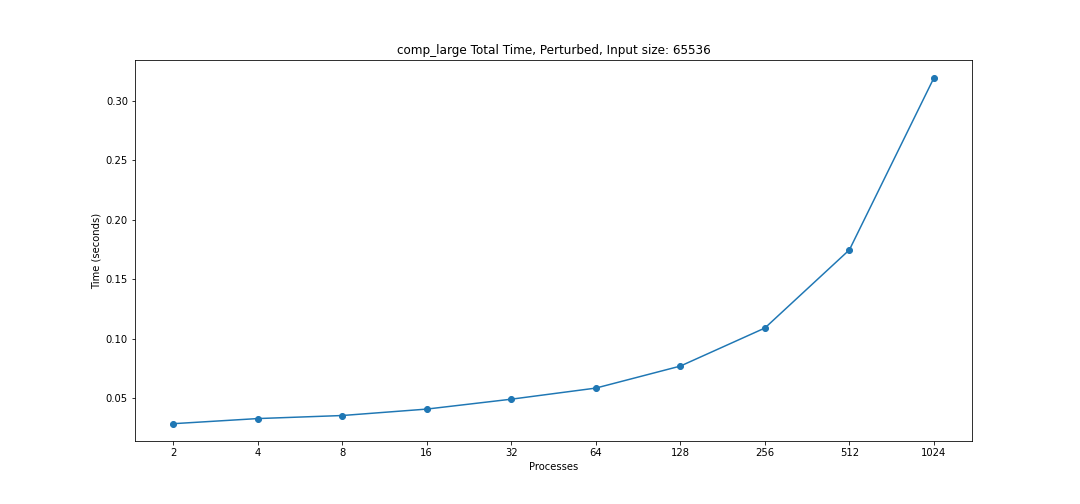 comp_large Total Time, Perturbed, Input size: 65536
0.30
0.25
0.20
0.15
0.10
0.05
Time (seconds)
2 4 8 16 32 64 128 256 512 1024
Processes